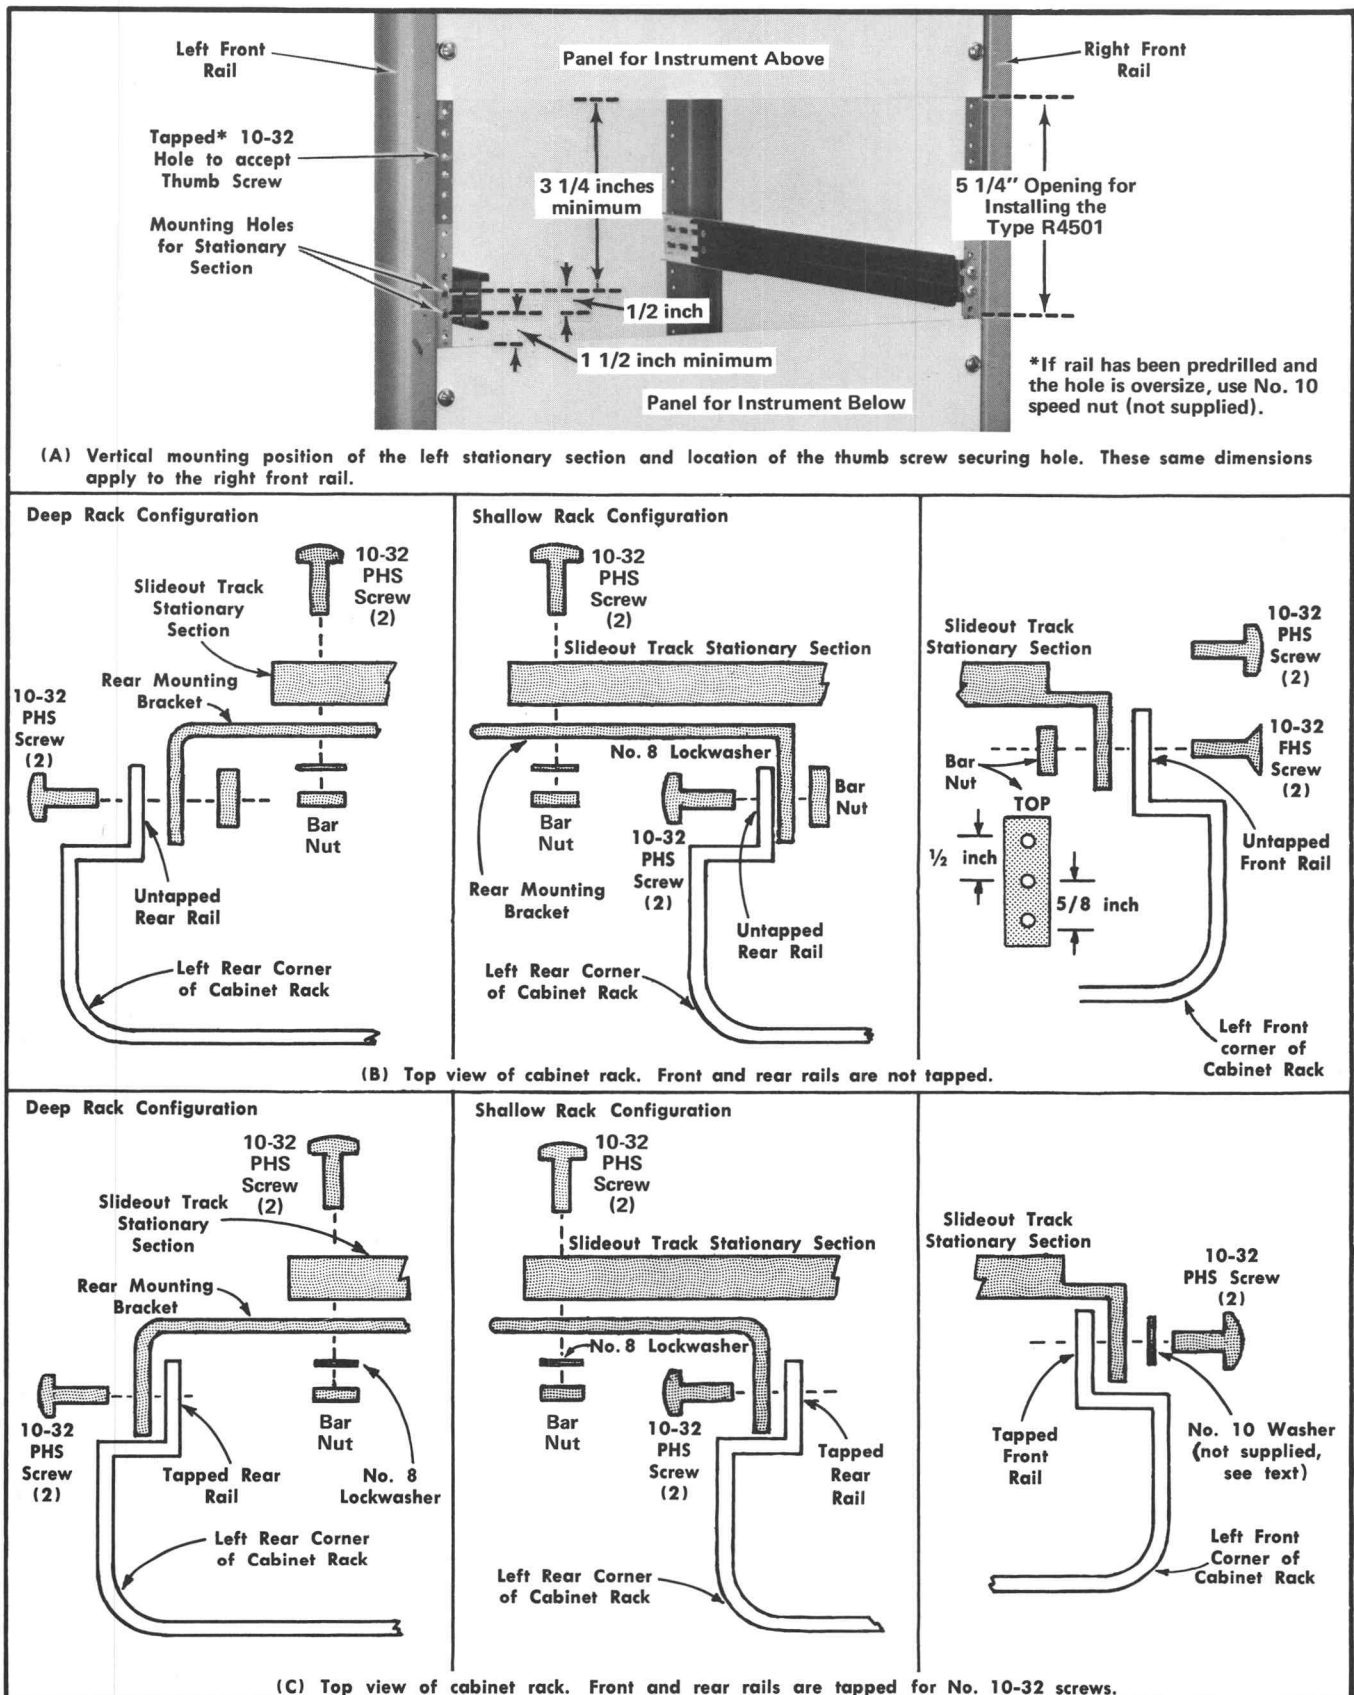 Left Front
Rail
Panel for Instrument Above
Right Front
Rail
Tapped* 10-32
Hole to accept
Thumb Screw
3 1/4 inches
minimum
5 1/4" Opening for
Installing the
Type R4501
Mounting Holes
for Stationary
Section
1/2 inch
1 1/2 inch minimum
Panel for Instrument Below
*If rail has been predrilled and
the hole is oversize, use No. 10
speed nut (not supplied).
(A) Vertical mounting position of the left stationary section and location of the thumb screw securing hole. These same dimensions
apply to the right front rail.
Deep Rack Configuration
10-32
PHS
Screw
(2)
Slideout Track
Stationary
Section
Rear Mounting
Bracket
10-32
PHS
Screw
(2)
Bar
Nut
Untapped
Rear Rail
Left Rear Corner
of Cabinet Rack
Shallow Rack Configuration
10-32
PHS
Screw
(2)
Slideout Track Stationary Section
No. 8 Lockwasher
Bar
Nut
Bar
Nut
10-32
PHS
Screw
(2)
Rear Mounting
Bracket
Untapped
Rear Rail
Left Rear Corner
of Cabinet Rack
Slideout Track
Stationary Section
10-32
PHS
Screw
(2)
10-32
FHS
Screw
(2)
Bar
Nut
TOP
½ inch
5/8 inch
Untapped
Front Rail
Left Front
corner of
Cabinet Rack
(B) Top view of cabinet rack. Front and rear rails are not tapped.
Deep Rack Configuration
10-32
PHS
Screw
(2)
Slideout Track
Stationary
Section
Rear Mounting
Bracket
10-32
PHS
Screw
(2)
Bar
Nut
Tapped Rear
Rail
No. 8
Lockwasher
Left Rear Corner
of Cabinet Rack
Shallow Rack Configuration
10-32
PHS
Screw
(2)
Slideout Track Stationary Section
No. 8 Lockwasher
Bar
Nut
10-32
PHS
Screw
(2)
Tapped
Rear
Rail
Left Rear Corner
of Cabinet Rack
Slideout Track
Stationary Section
10-32
PHS Screw
(2)
Tapped
Front
Rail
No. 10 Washer
(not supplied,
see text)
Left Front
Corner of
Cabinet Rack
(C) Top view of cabinet rack. Front and rear rails are tapped for No. 10-32 screws.